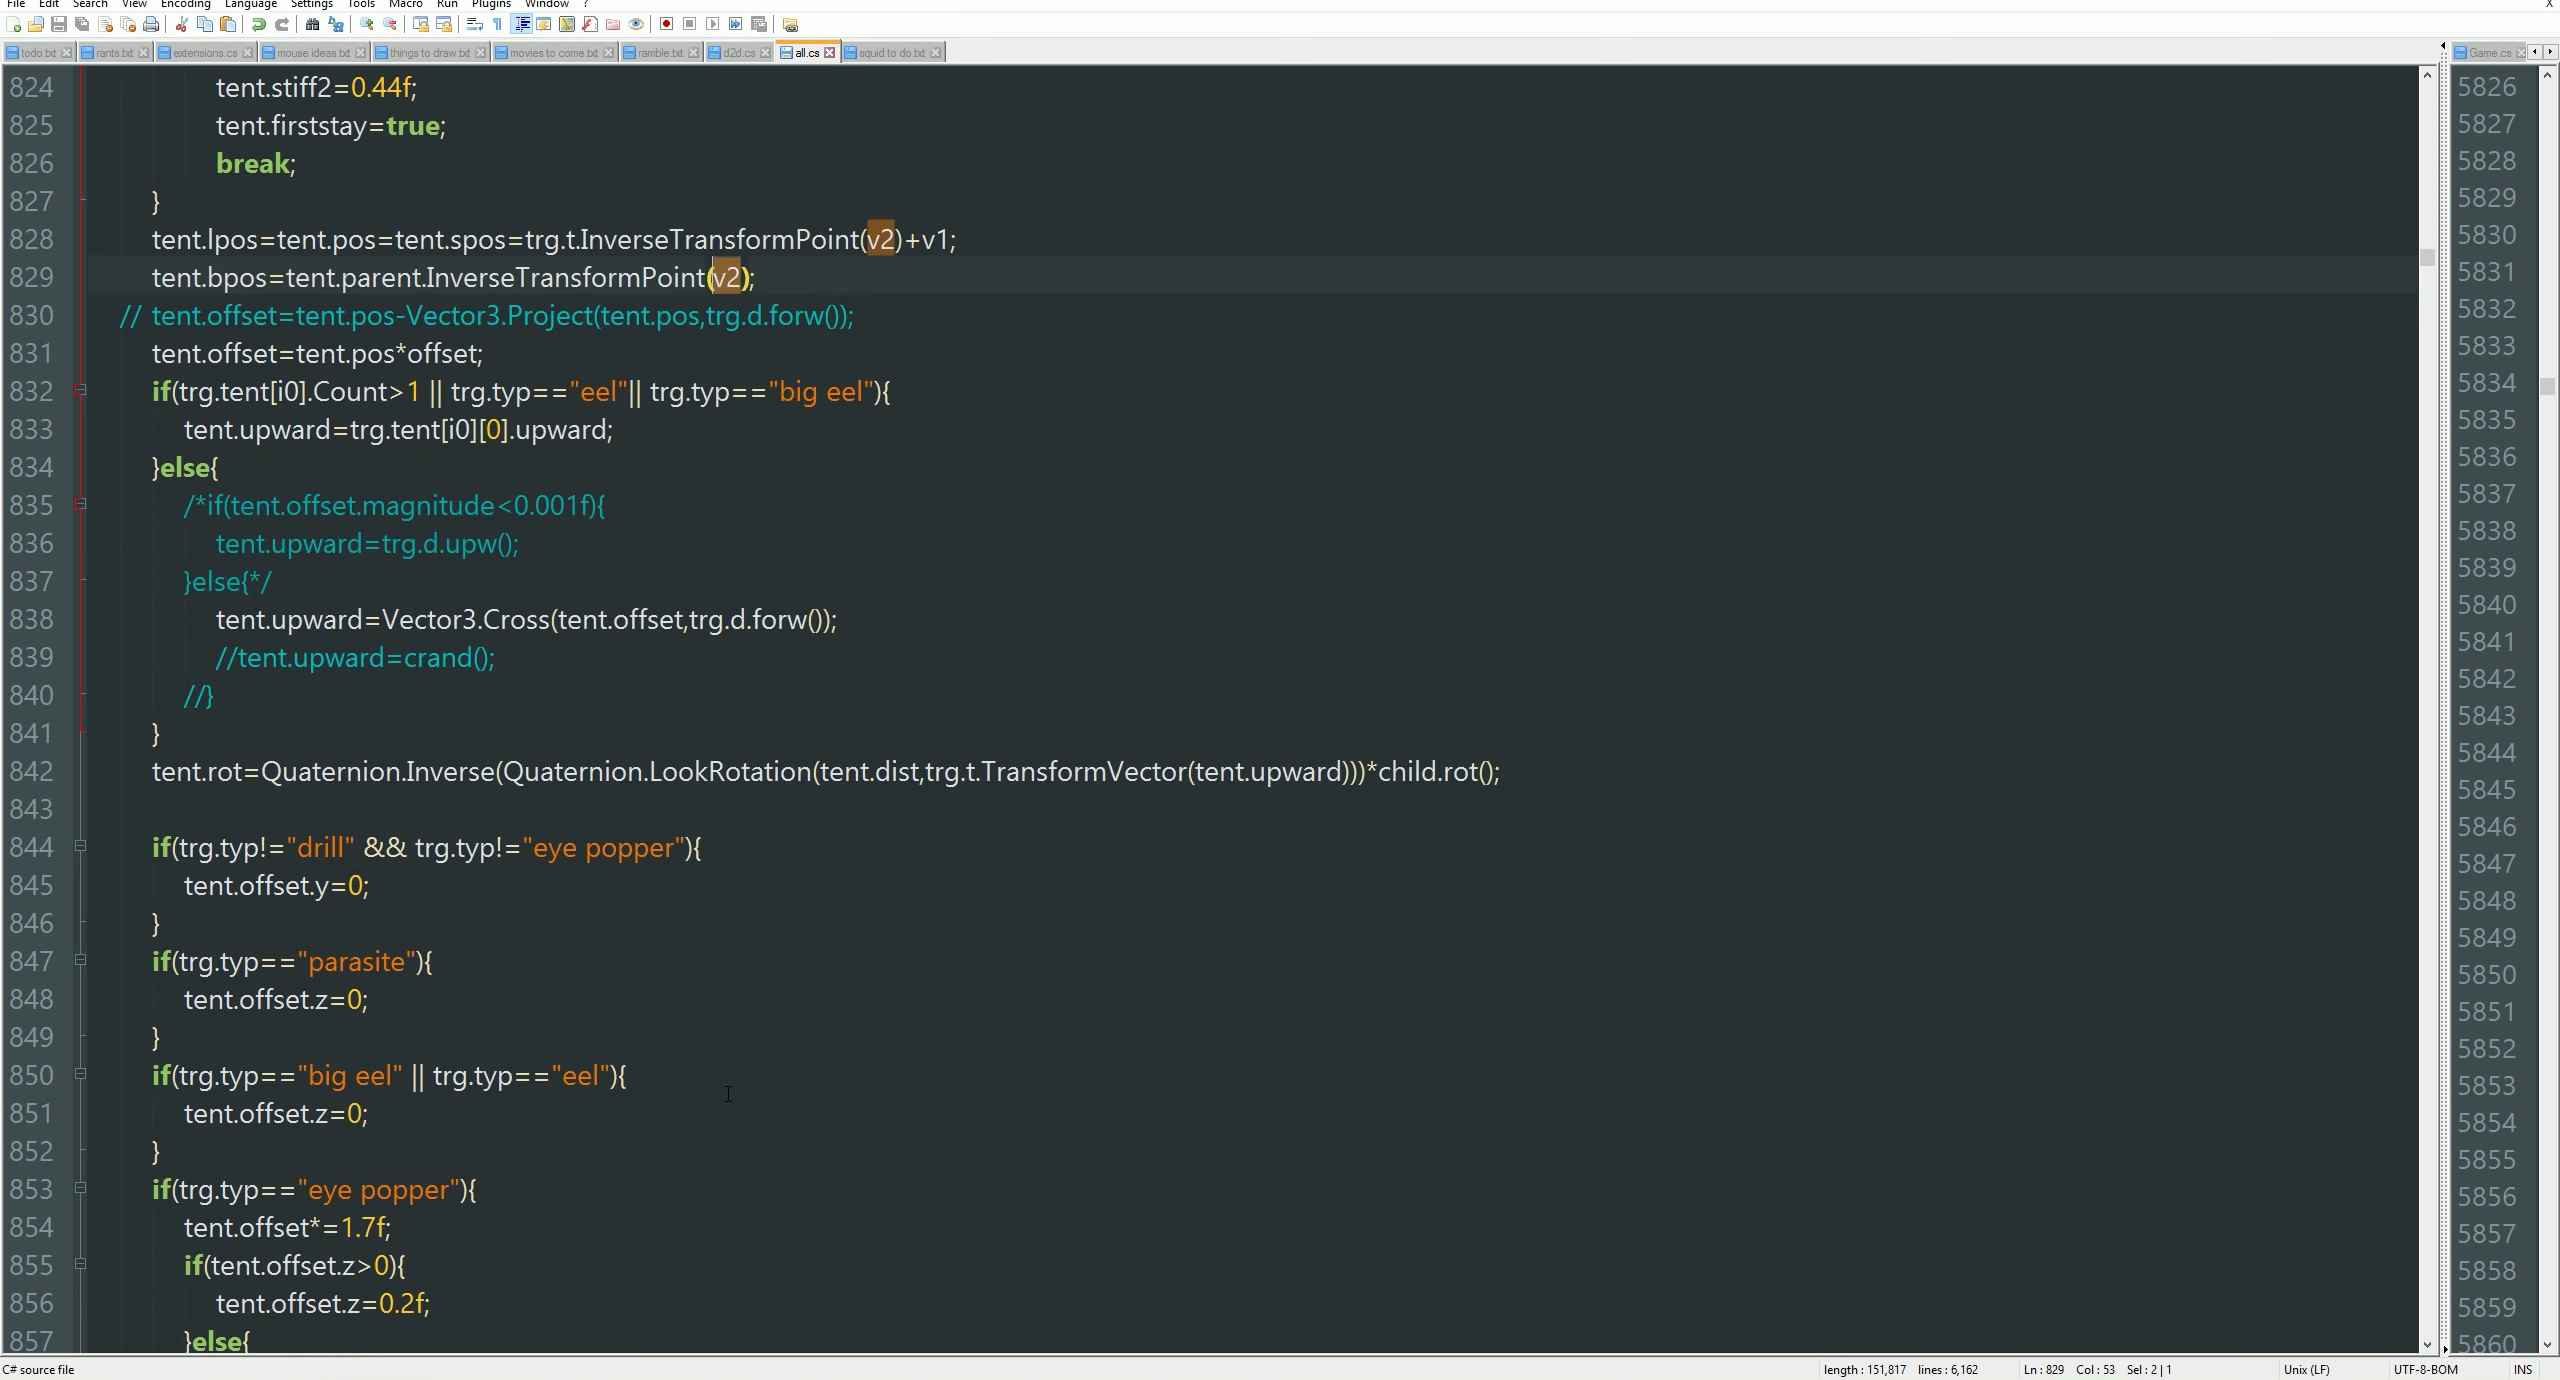 File Edit Search View Encoding Language Settings Tools Macro Run Plugins Window ? X
todo.txt rants.txt extensions.cs mouse ideas.txt things to draw.txt movies to come.txt ramble.txt d2d.cs all.cs squid to do.txt Game.cs
824 tent.stiff2=0.44f;
825 tent.firststay=true;
826 break;
827 }
828 tent.lpos=tent.pos=tent.spos=trg.t.InverseTransformPoint(v2)+v1;
829 tent.bpos=tent.parent.InverseTransformPoint(v2);
830 // tent.offset=tent.pos-Vector3.Project(tent.pos,trg.d.forw());
831 tent.offset=tent.pos*offset;
832 if(trg.tent[i0].Count>1 || trg.typ=="eel"|| trg.typ=="big eel"){
833 tent.upward=trg.tent[i0][0].upward;
834 }else{
835 /*if(tent.offset.magnitude<0.001f){
836 tent.upward=trg.d.upw();
837 }else{*/
838 tent.upward=Vector3.Cross(tent.offset,trg.d.forw());
839 //tent.upward=crand();
840 //}
841 }
842 tent.rot=Quaternion.Inverse(Quaternion.LookRotation(tent.dist,trg.t.TransformVector(tent.upward)))*child.rot();
843
844 if(trg.typ!="drill" && trg.typ!="eye popper"){
845 tent.offset.y=0;
846 }
847 if(trg.typ=="parasite"){
848 tent.offset.z=0;
849 }
850 if(trg.typ=="big eel" || trg.typ=="eel"){
851 tent.offset.z=0;
852 }
853 if(trg.typ=="eye popper"){
854 tent.offset*=1.7f;
855 if(tent.offset.z>0){
856 tent.offset.z=0.2f;
857 }else{
5826
5827
5828
5829
5830
5831
5832
5833
5834
5835
5836
5837
5838
5839
5840
5841
5842
5843
5844
5845
5846
5847
5848
5849
5850
5851
5852
5853
5854
5855
5856
5857
5858
5859
5860
C# source file length : 151,817 lines : 6,162 Ln : 829 Col : 53 Sel : 2 | 1 Unix (LF) UTF-8-BOM INS